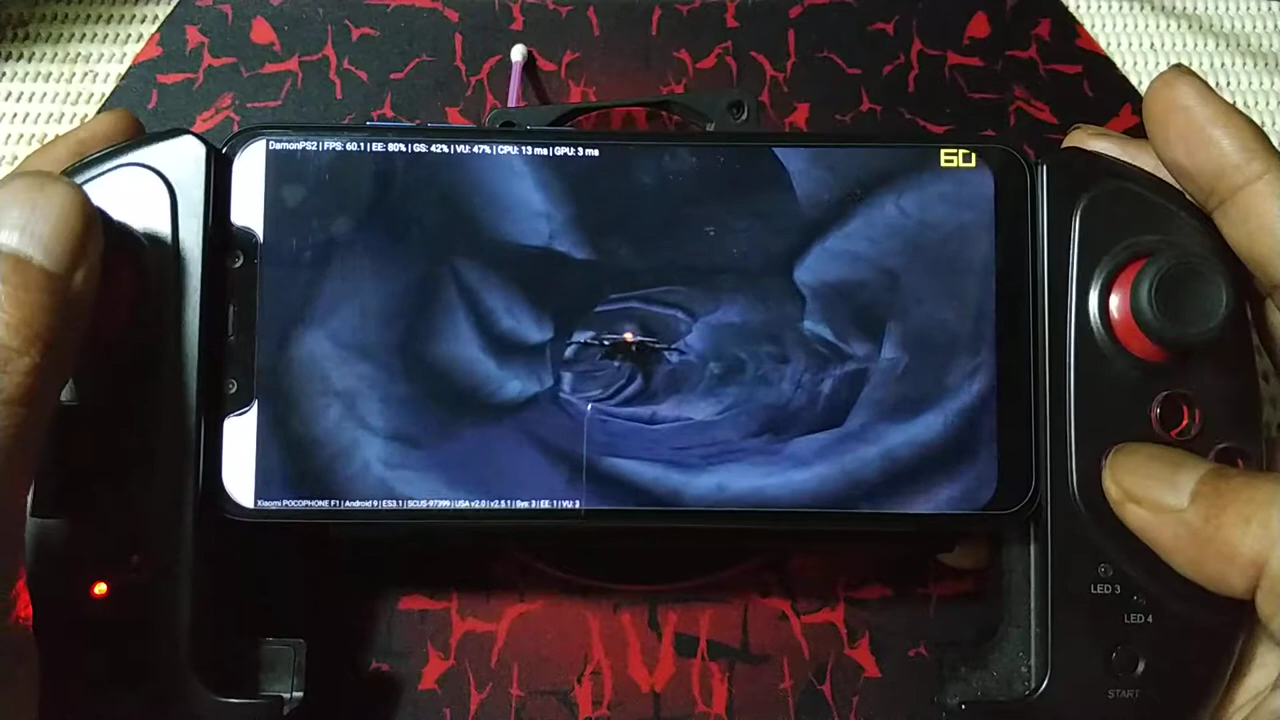 DamonPS2 | FPS: 60.1 | EE: 80% | GS: 42% | VU: 47% | CPU: 13 ms | GPU: 3 ms
60
Xiaomi POCOPHONE F1 | Android 9 | ES3.1 | SCUS-97399 | USA v2.0 | v2.5.1 | Sys: 3 | EE: 1 | VU: 3
LED 3
LED 4
START